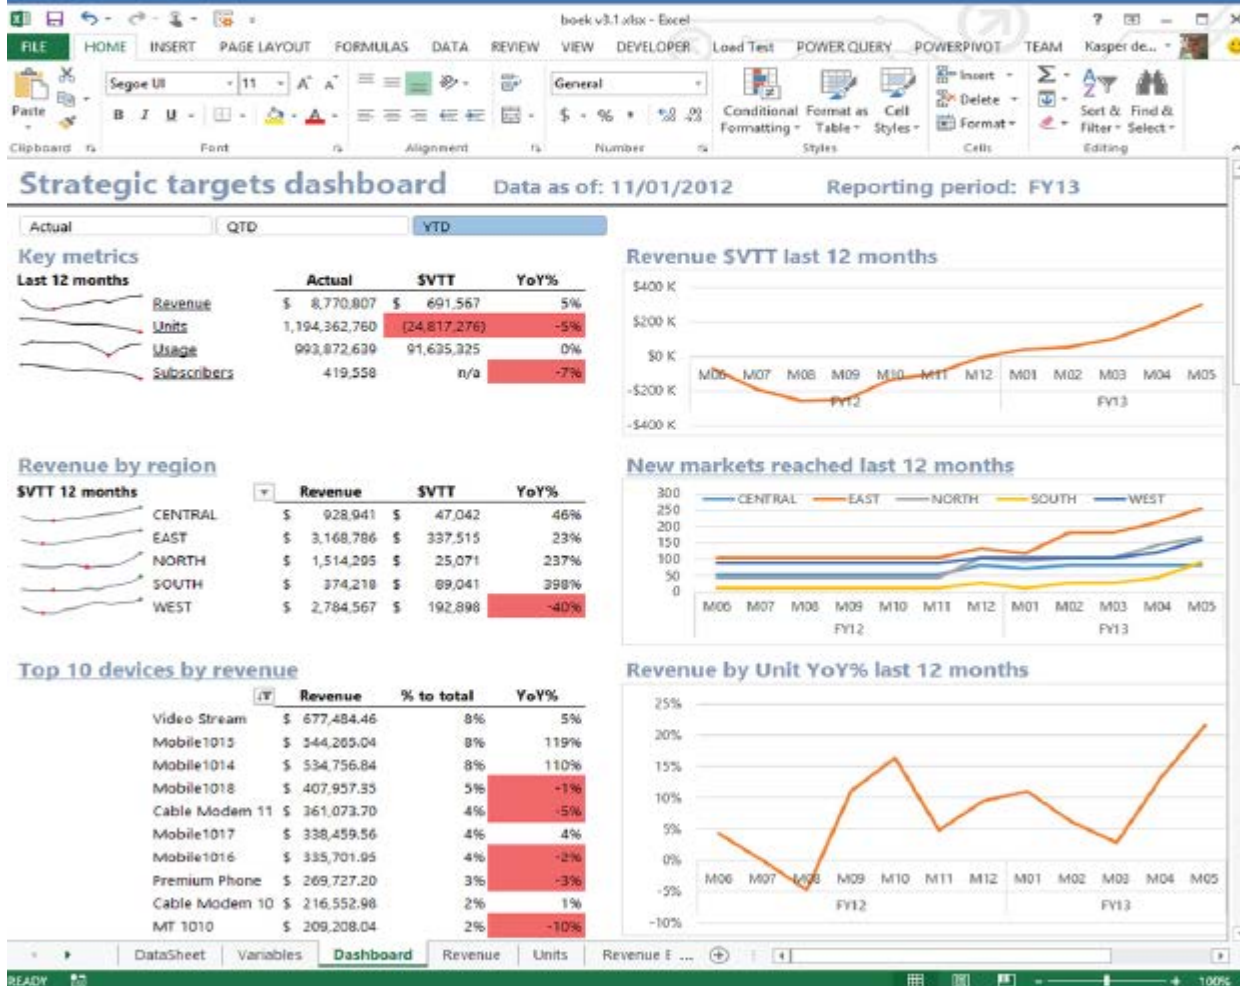 boek v3.1.xlsx - Excel
FILE HOME INSERT PAGE LAYOUT FORMULAS DATA REVIEW VIEW DEVELOPER Load Test POWER QUERY POWERPIVOT TEAM Kasper de...
Paste
Segoe UI 11
B I U
General
$ % ,
Conditional Formatting
Format as Table
Cell Styles
Insert
Delete
Format
Sort & Filter
Find & Select
Clipboard Font Alignment Number Styles Cells Editing
Strategic targets dashboard Data as of: 11/01/2012 Reporting period: FY13
Actual QTD YTD
Key metrics
Last 12 months Actual $VTT YoY%
Revenue $ 8,770,807 $ 691,567 5%
Units 1,194,362,760 (24,817,276) -5%
Usage 993,872,639 91,635,325 0%
Subscribers 419,558 n/a -7%
Revenue $VTT last 12 months
$400 K
$200 K
$0 K
-$200 K
-$400 K
M06 M07 M08 M09 M10 M11 M12 M01 M02 M03 M04 M05
FY12 FY13
Revenue by region
$VTT 12 months Revenue $VTT YoY%
CENTRAL $ 928,941 $ 47,042 46%
EAST $ 3,168,786 $ 337,515 23%
NORTH $ 1,514,295 $ 25,071 237%
SOUTH $ 374,218 $ 89,041 398%
WEST $ 2,784,567 $ 192,898 -40%
New markets reached last 12 months
CENTRAL EAST NORTH SOUTH WEST
300
250
200
150
100
50
0
M06 M07 M08 M09 M10 M11 M12 M01 M02 M03 M04 M05
FY12 FY13
Top 10 devices by revenue
Revenue % to total YoY%
Video Stream $ 677,484.46 8% 5%
Mobile1015 $ 544,265.04 8% 119%
Mobile1014 $ 534,756.84 8% 110%
Mobile1018 $ 407,957.35 5% -1%
Cable Modem 11 $ 361,073.70 4% -5%
Mobile1017 $ 338,459.56 4% 4%
Mobile1016 $ 335,701.95 4% -2%
Premium Phone $ 269,727.20 3% -3%
Cable Modem 10 $ 216,552.98 2% 1%
MT 1010 $ 209,208.04 2% -10%
Revenue by Unit YoY% last 12 months
25%
20%
15%
10%
5%
0%
-5%
-10%
M06 M07 M08 M09 M10 M11 M12 M01 M02 M03 M04 M05
FY12 FY13
DataSheet Variables Dashboard Revenue Units Revenue E ...
READY 100%